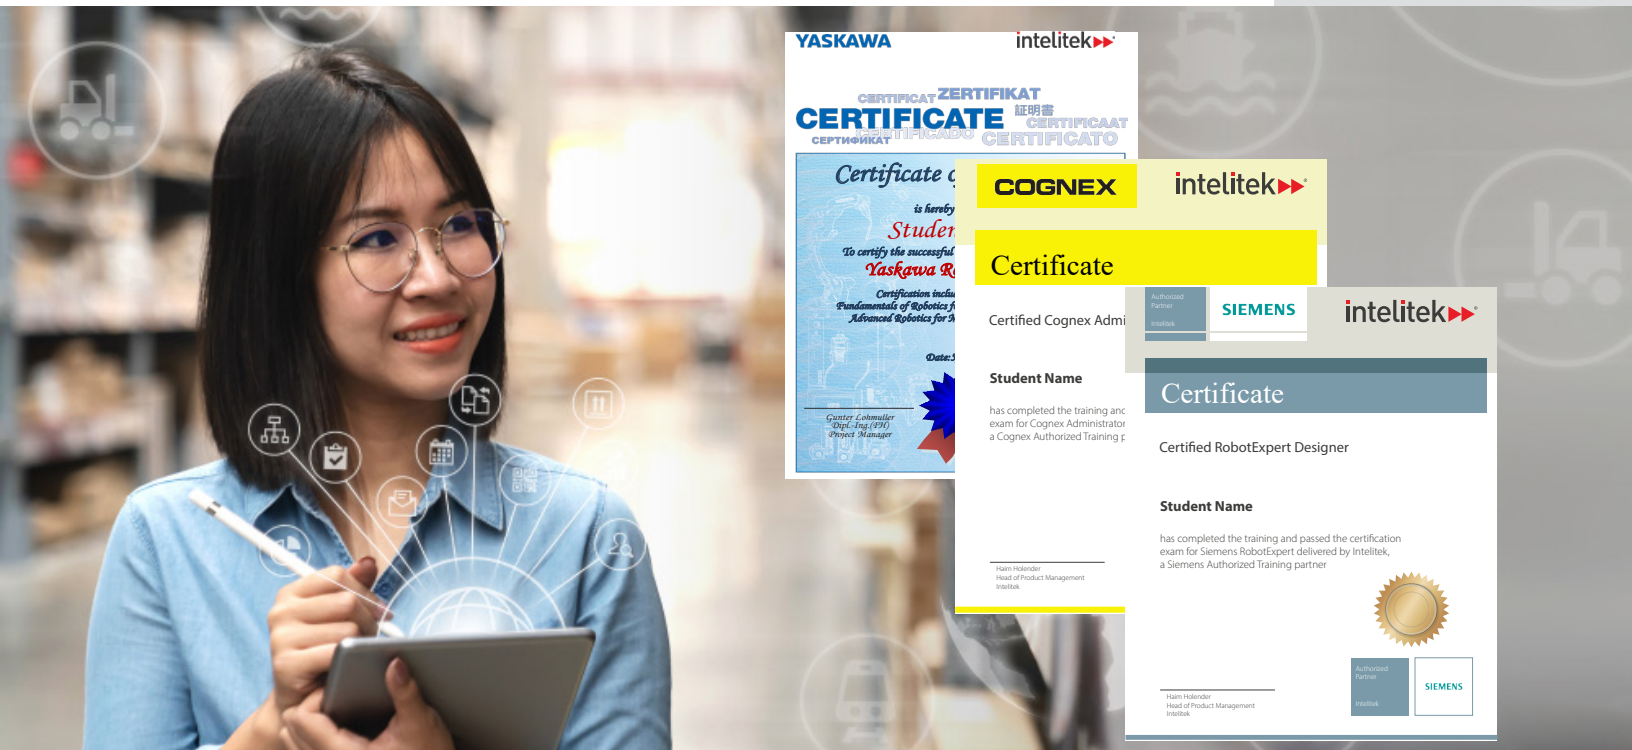 YASKAWA
intelitek
CERTIFICAT ZERTIFIKAT
CERTIFICATE 証明書
CERTIFICAAT
CERTIFICADO CERTIFICATO
СЕРТИФИКАТ
Certificate
is hereby
To certify the successful
Yaskawa
Fundamentals of Robotics
Advanced Robotics for
Date:
Gunter Lohmuller
Dipl.-Ing.(FH)
Project Manager
COGNEX
intelitek
Certificate
Certified Cognex
Student Name
has completed the training
exam for Cognex Administrator
a Cognex Authorized Training
Haim Holender
Head of Product Management
Intelitek
Authorized
Partner
Intelitek
SIEMENS
intelitek
Certificate
Certified RobotExpert Designer
Student Name
has completed the training and passed the certification
exam for Siemens RobotExpert delivered by Intelitek,
a Siemens Authorized Training partner
Authorized
Partner
Intelitek
SIEMENS
Haim Holender
Head of Product Management
Intelitek